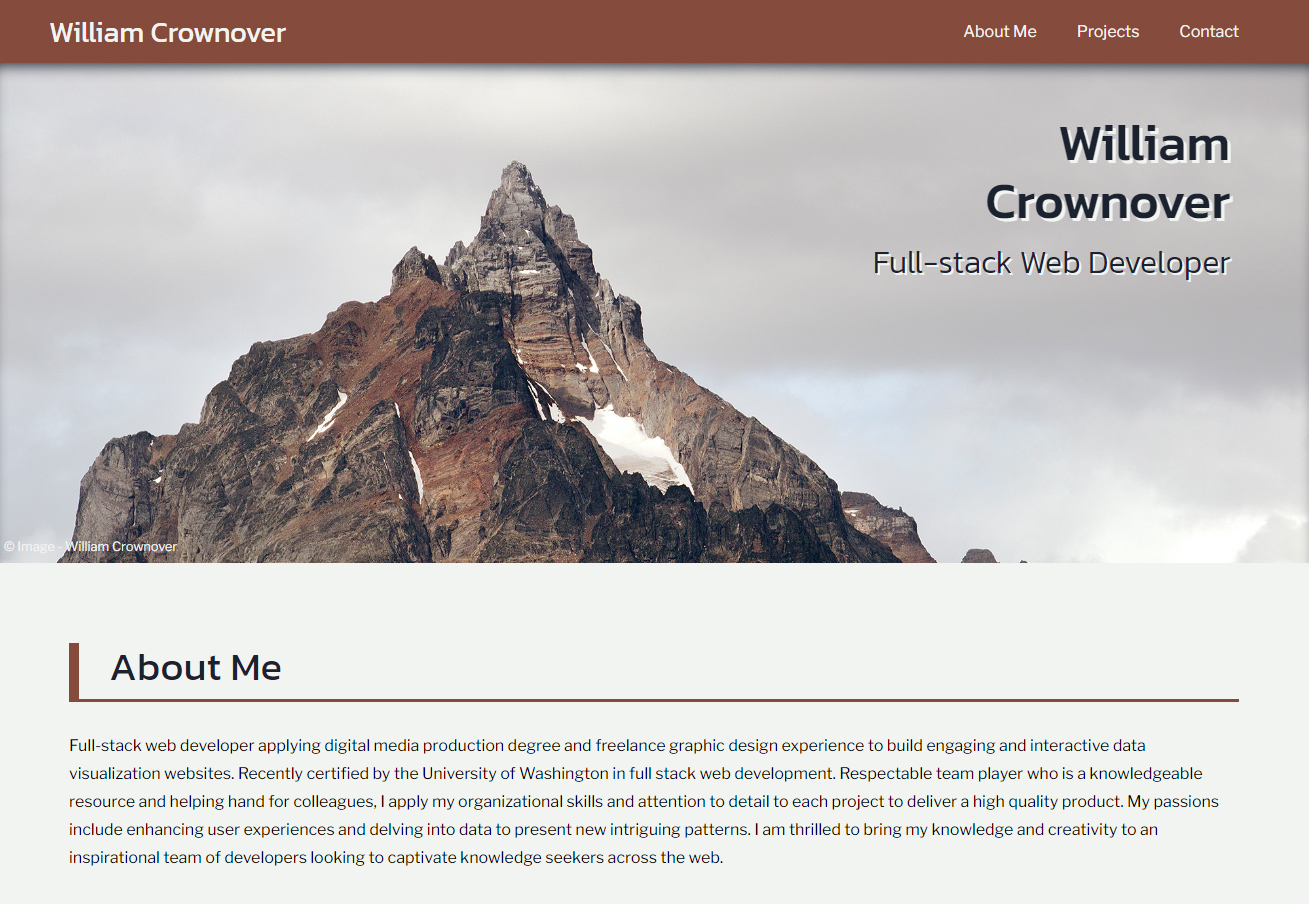 William Crownover
About Me
Projects
Contact
William
Crownover
Full-stack Web Developer
© Image - William Crownover
About Me
Full-stack web developer applying digital media production degree and freelance graphic design experience to build engaging and interactive data
visualization websites. Recently certified by the University of Washington in full stack web development. Respectable team player who is a knowledgeable
resource and helping hand for colleagues, I apply my organizational skills and attention to detail to each project to deliver a high quality product. My passions
include enhancing user experiences and delving into data to present new intriguing patterns. I am thrilled to bring my knowledge and creativity to an
inspirational team of developers looking to captivate knowledge seekers across the web.